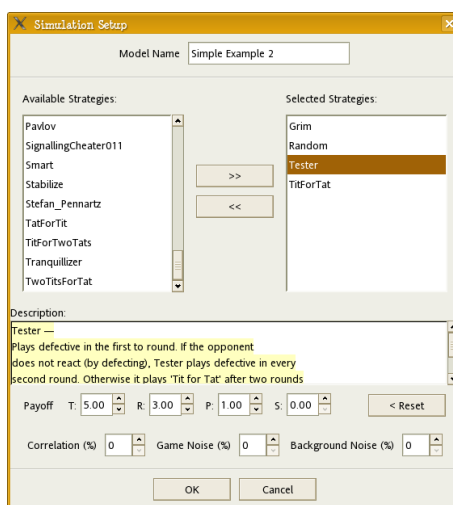 Simulation Setup
Model Name Simple Example 2
Available Strategies:
Selected Strategies:
Pavlov
SignallingCheater011
Smart
Stabilize
Stefan_Pennartz
TatForTit
TitForTwoTats
Tranquillizer
TwoTitsForTat
>>
<<
Grim
Random
Tester
TitForTat
Description:
Tester —
Plays defective in the first to round. If the opponent
does not react (by defecting), Tester plays defective in every
second round. Otherwise it plays 'Tit for Tat' after two rounds
Payoff T: 5.00 R: 3.00 P: 1.00 S: 0.00 < Reset
Correlation (%) 0 Game Noise (%) 0 Background Noise (%) 0
OK Cancel